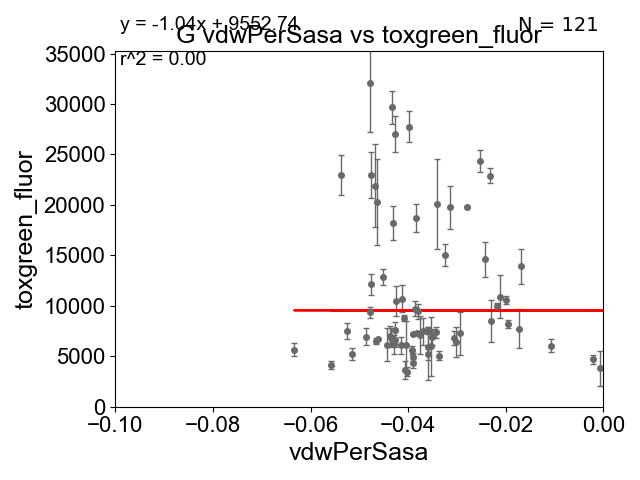 y = -1.04x + 9552.74
N = 121
G vdwPerSasa vs toxgreen_fluor
r^2 = 0.00
35000
30000
25000
20000
15000
10000
5000
0
toxgreen_fluor
−0.10 −0.08 −0.06 −0.04 −0.02 0.00
vdwPerSasa